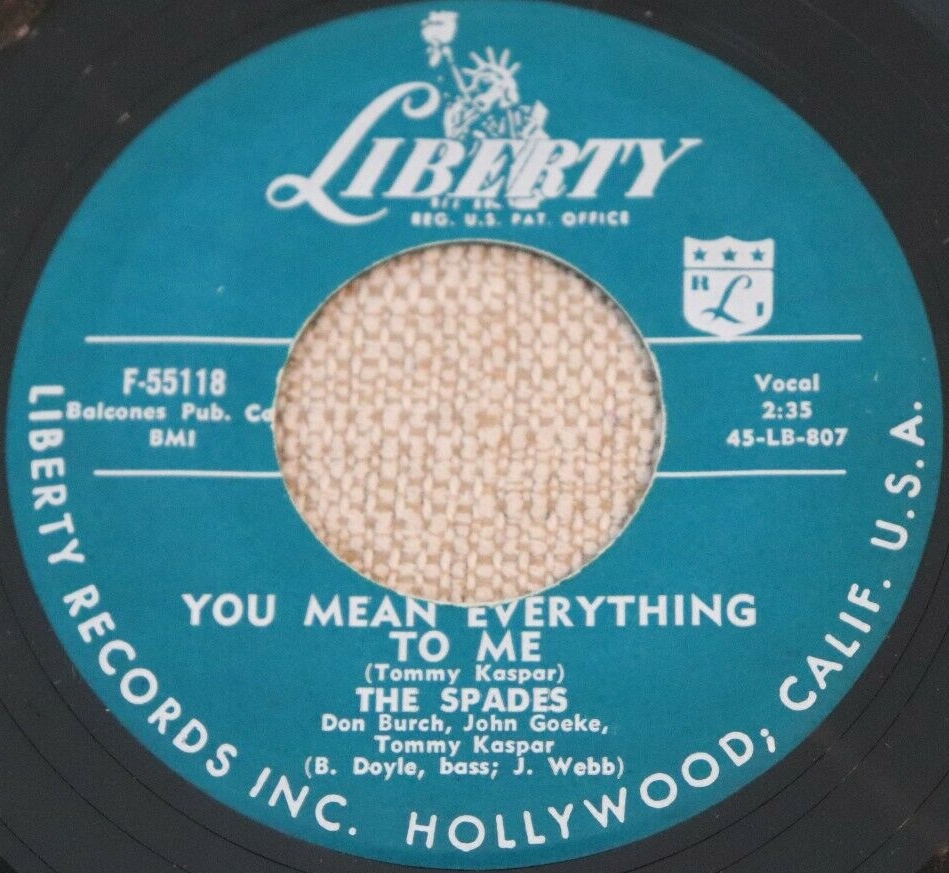 LIBERTY
REG. U.S. PAT. OFFICE
R L I
F-55118
Balcones Pub. Co
BMI
Vocal
2:35
45-LB-807
YOU MEAN EVERYTHING
TO ME
(Tommy Kaspar)
THE SPADES
Don Burch, John Goeke,
Tommy Kaspar
(B. Doyle, bass; J. Webb)
LIBERTY RECORDS INC. HOLLYWOOD; CALIF. U.S.A.